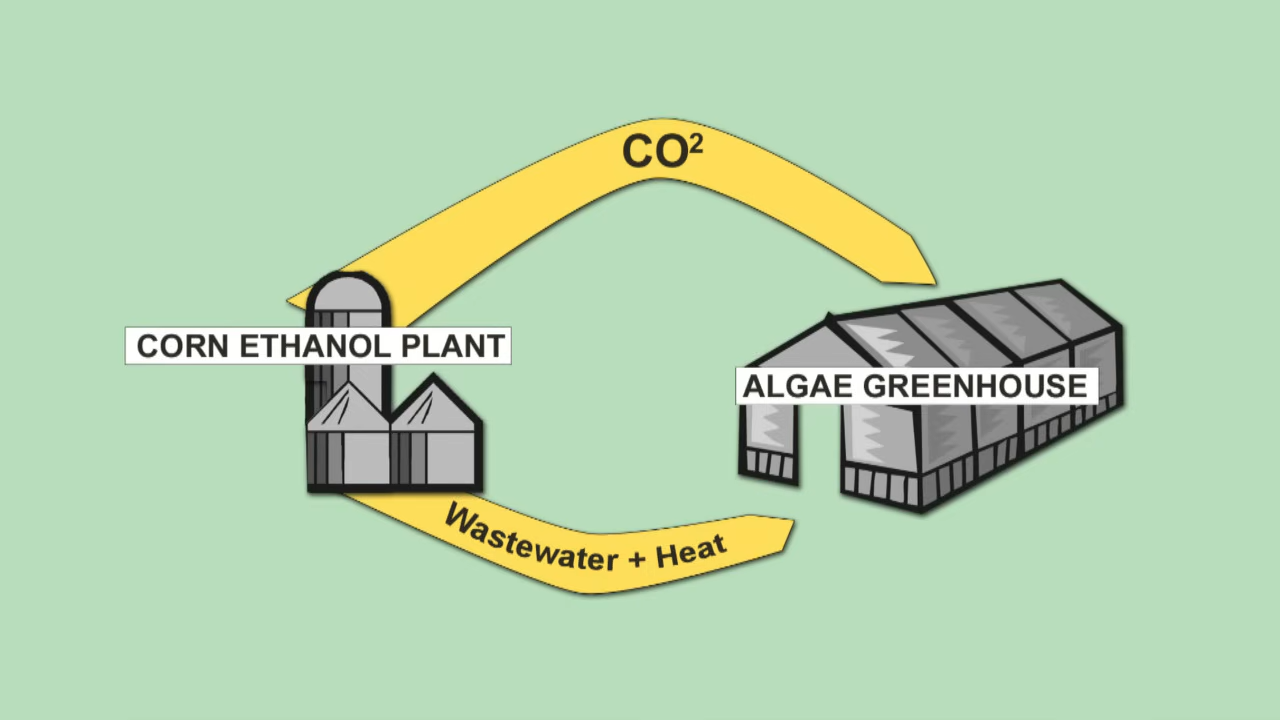 CO²
CORN ETHANOL PLANT
ALGAE GREENHOUSE
Wastewater + Heat